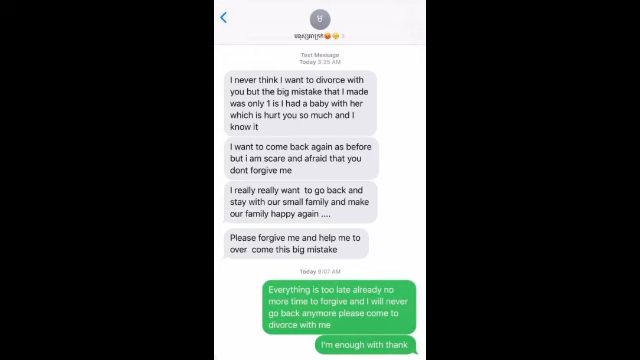 ម
Text Message
Today 3:35 AM
I never think I want to divorce with
you but the big mistake that I made
was only 1 is I had a baby with her
which is hurt you so much and I
know it
I want to come back again as before
but i am scare and afraid that you
dont forgive me
I really really want to go back and
stay with our small family and make
our family happy again ....
Please forgive me and help me to
over come this big mistake
Today 9:07 AM
Everything is too late already no
more time to forgive and I will never
go back anymore please come to
divorce with me
I'm enough with thank